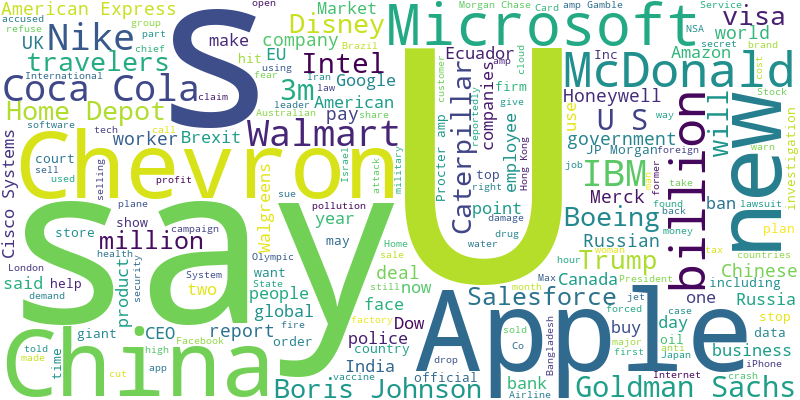 American Express
open
Morgan Chase
amp Gamble
Service
accused
group
part
Market
Disney
Microsoft
Card
NSA
visa
refuse
UK
Nike
S
make
EU
company
Brazil
Ecuador
amp
cloud
secret
brand
world
chief
travelers
hit
using
Intel
Google
Inc
Amazon
cost
International
Coca Cola
fear
Iran
law
3m
American
customer
companies
firm
McDonald
Stock
claim
Australian
leader
share
reportedly
give
Honeywell
will
Home Depot
pay
U
Caterpillar
Procter amp
employee
Hong Kong
use
U S
new
way
warn
software
tech
call
worker
Brexit
Walmart
government
billion
investigation
Cisco Systems
court
sell
used
Chevron
selling
Walgreens
Israel
attack
military
top
right
job
JP Morgan
foreign
IBM
man
former
take
profit
sue
damage
drug
water
Merck
found
back
ban
lawsuit
money
plane
pollution
year
point
hour
woman
tax
plan
say
store
show
campaign
million
Olympic
may
Home
sale
Boeing
Russian
countries
London
health
security
System
want
State
deal
still
now
Max
month
Canada
President
Trump
Chinese
said
help
product
two
people
face
factory
Salesforce
jet
forced
including
Russia
demand
giant
CEO
global
fire
Dow
sold
Co
Bangladesh
buy
case
major
first
one
day
oil
anti
Japan
stop
data
China
told
made
time
Facebook
report
order
police
country
Apple
drop
business
iPhone
high
app
cut
India
vaccine
official
Airline
bank
Internet
crash
Boris Johnson
Goldman Sachs